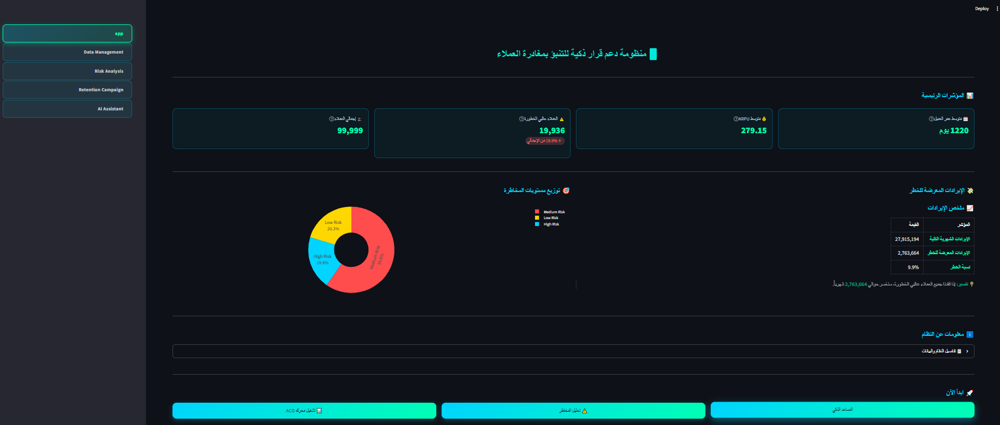 Deploy
app
Data Management
Risk Analysis
Retention Campaign
AI Assistant
منظومة دعم قرار ذكية للتنبؤ بمغادرة العملاء
المؤشرات الرئيسية
متوسط عمر العميل
1220 يوم
متوسط ARPU
279.15
العملاء عالي الخطورة
19,936
↑ 19.9% من الإجمالي
إجمالي العملاء
99,999
الإيرادات المعرضة للخطر
ملخص الإيرادات
المؤشر القيمة
الإيرادات الشهرية الكلية 27,915,194
الإيرادات المعرضة للخطر 2,763,664
نسبة الخطر 9.9%
تفسير: إذا فقدنا جميع العملاء عالي الخطورة، سنخسر حوالي 2,763,664 شهرياً.
توزيع مستويات المخاطرة
Medium Risk
Low Risk
High Risk
Low Risk
20.3%
High Risk
19.9%
Medium Risk
59.8%
معلومات عن النظام
تفاصيل النظام والبيانات
ابدأ الآن
المساعد الذكي
تحليل المخاطر
تشغيل محرك ACO